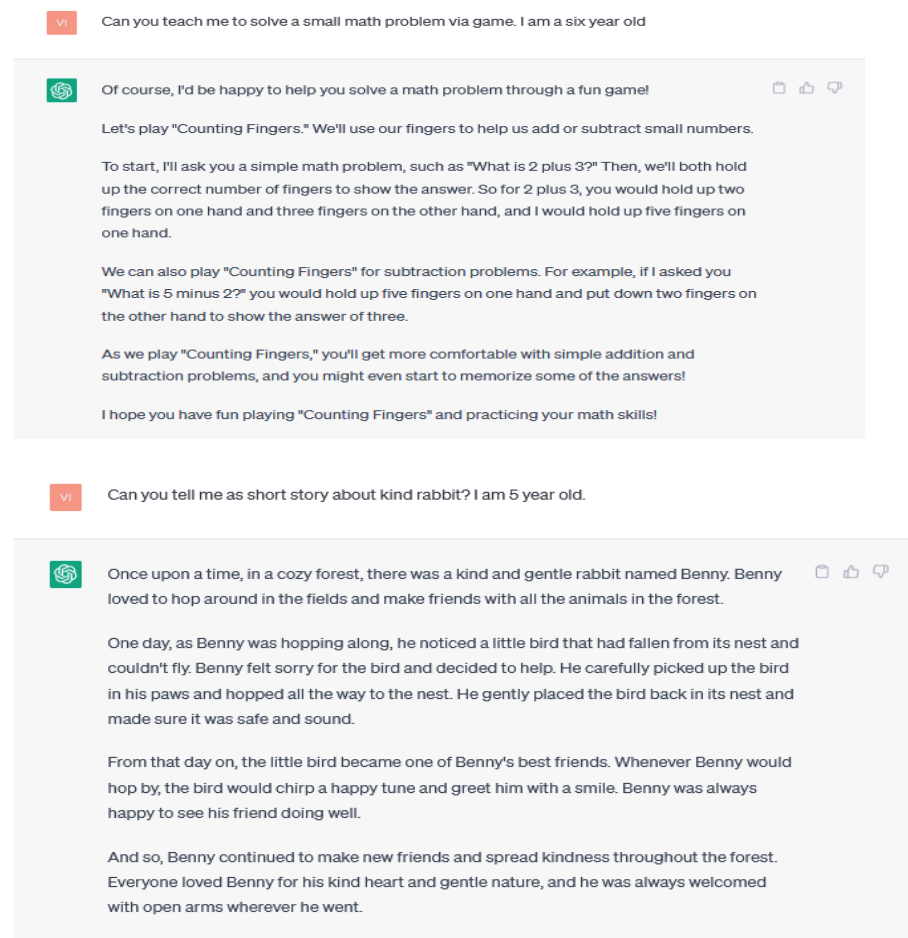 VI
Can you teach me to solve a small math problem via game. I am a six year old
Of course, I'd be happy to help you solve a math problem through a fun game!
Let's play "Counting Fingers." We'll use our fingers to help us add or subtract small numbers.
To start, I'll ask you a simple math problem, such as "What is 2 plus 3?" Then, we'll both hold
up the correct number of fingers to show the answer. So for 2 plus 3, you would hold up two
fingers on one hand and three fingers on the other hand, and I would hold up five fingers on
one hand.
We can also play "Counting Fingers" for subtraction problems. For example, if I asked you
"What is 5 minus 2?" you would hold up five fingers on one hand and put down two fingers on
the other hand to show the answer of three.
As we play "Counting Fingers," you'll get more comfortable with simple addition and
subtraction problems, and you might even start to memorize some of the answers!
I hope you have fun playing "Counting Fingers" and practicing your math skills!
VI
Can you tell me as short story about kind rabbit? I am 5 year old.
Once upon a time, in a cozy forest, there was a kind and gentle rabbit named Benny. Benny
loved to hop around in the fields and make friends with all the animals in the forest.
One day, as Benny was hopping along, he noticed a little bird that had fallen from its nest and
couldn't fly. Benny felt sorry for the bird and decided to help. He carefully picked up the bird
in his paws and hopped all the way to the nest. He gently placed the bird back in its nest and
made sure it was safe and sound.
From that day on, the little bird became one of Benny's best friends. Whenever Benny would
hop by, the bird would chirp a happy tune and greet him with a smile. Benny was always
happy to see his friend doing well.
And so, Benny continued to make new friends and spread kindness throughout the forest.
Everyone loved Benny for his kind heart and gentle nature, and he was always welcomed
with open arms wherever he went.